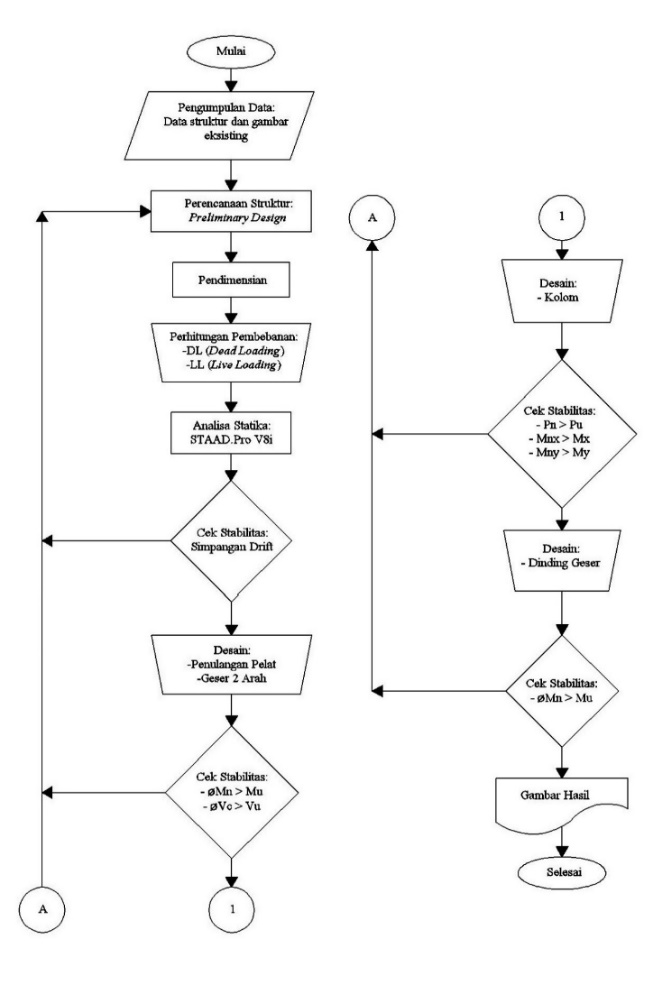 Mulai
Pengumpulan Data:
Data struktur dan gambar
eksisting
Perencanaan Struktur:
Preliminary Design
Pendimensian
Perhitungan Pembebanan:
-DL (Dead Loading)
-LL (Live Loading)
Analisa Statika:
STAAD.Pro V8i
Cek Stabilitas:
Simpangan Drift
Desain:
-Penulangan Pelat
-Geser 2 Arah
Cek Stabilitas:
- øMn > Mu
- øVc > Vu
A
1
A
1
Desain:
- Kolom
Cek Stabilitas:
- Pn > Pu
- Mnx > Mx
- Mny > My
Desain:
- Dinding Geser
Cek Stabilitas:
- øMn > Mu
Gambar Hasil
Selesai